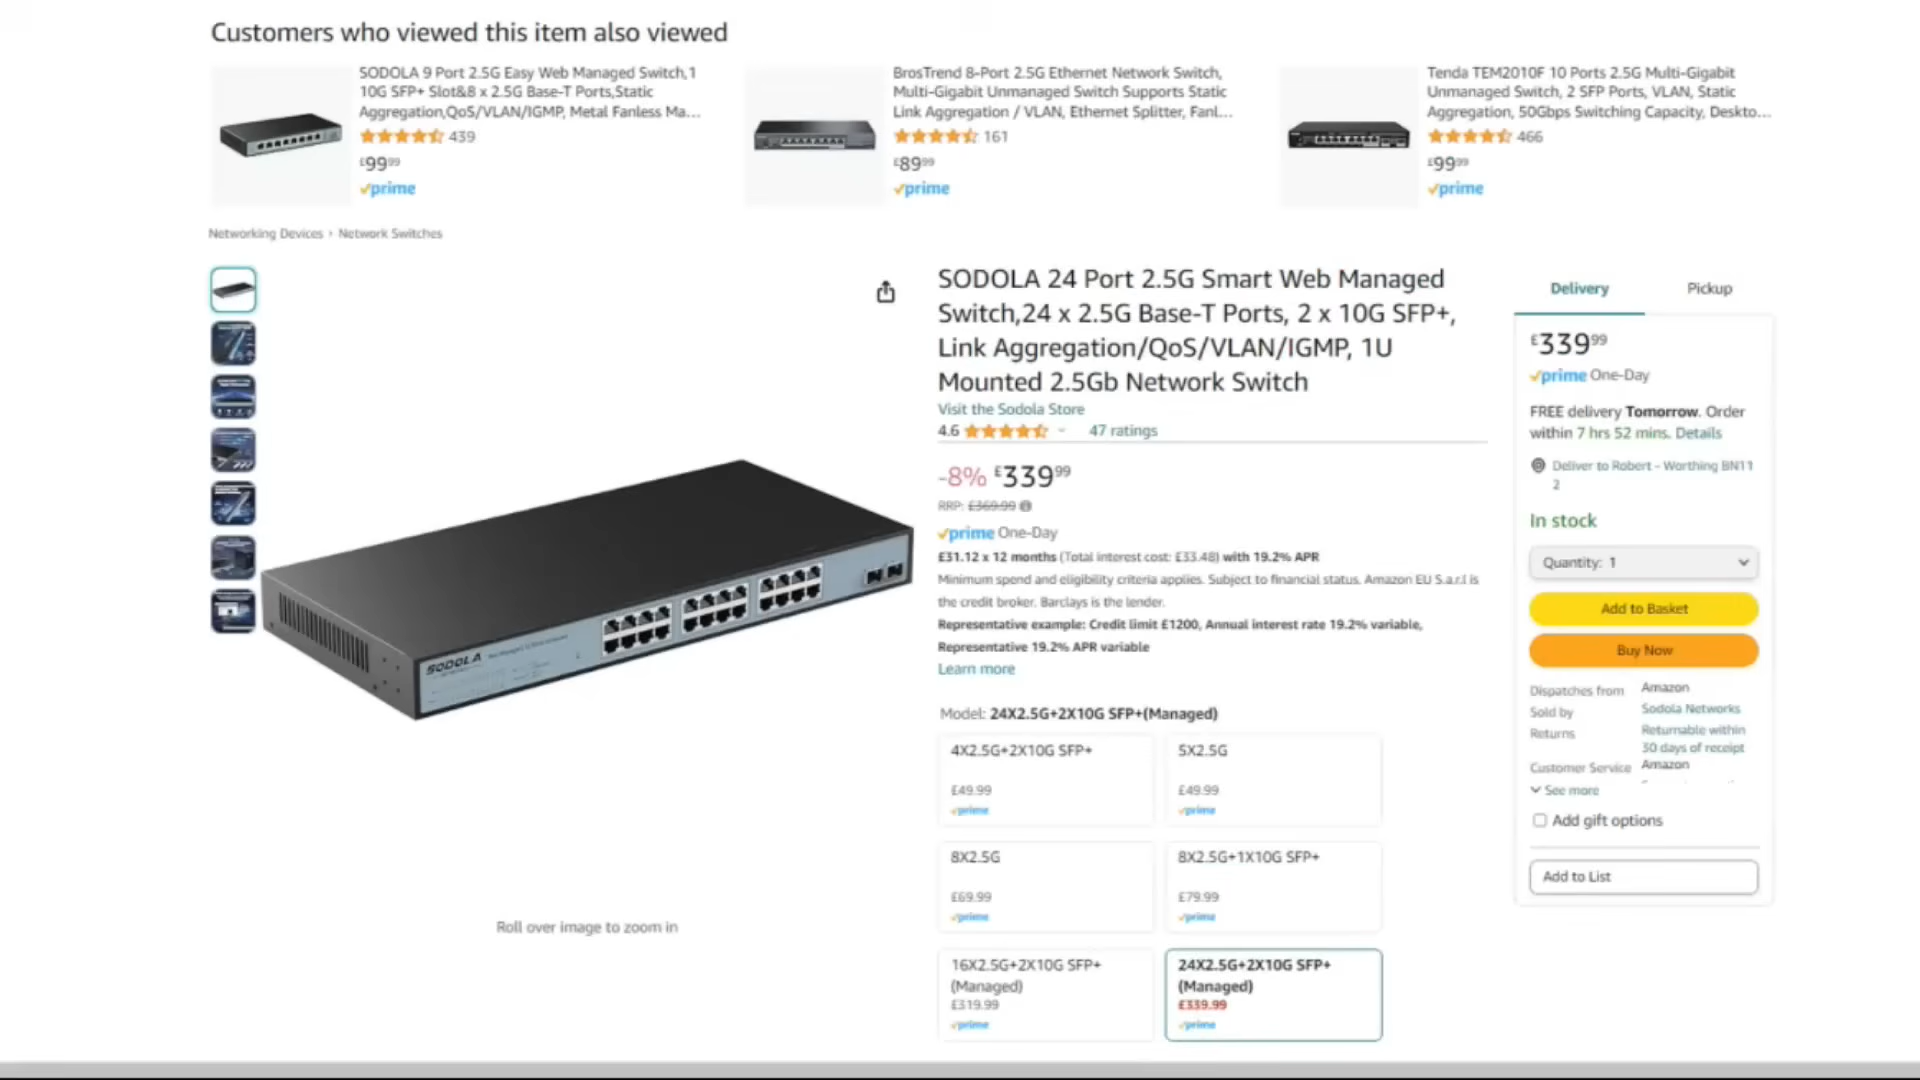 Customers who viewed this item also viewed
SODOLA 9 Port 2.5G Easy Web Managed Switch,1
10G SFP+ Slot&8 x 2.5G Base-T Ports,Static
Aggregation,QoS/VLAN/IGMP, Metal Fanless Ma...
439
£99.99
prime
BrosTrend 8-Port 2.5G Ethernet Network Switch,
Multi-Gigabit Unmanaged Switch Supports Static
Link Aggregation / VLAN, Ethernet Splitter, Fanl...
161
£89.99
prime
Tenda TEM2010F 10 Ports 2.5G Multi-Gigabit
Unmanaged Switch, 2 SFP Ports, VLAN, Static
Aggregation, 50Gbps Switching Capacity, Deskto...
466
£99.99
prime
Networking Devices › Network Switches
SODOLA
Roll over image to zoom in
SODOLA 24 Port 2.5G Smart Web Managed
Switch,24 x 2.5G Base-T Ports, 2 x 10G SFP+,
Link Aggregation/QoS/VLAN/IGMP, 1U
Mounted 2.5Gb Network Switch
Visit the Sodola Store
4.6 47 ratings
-8% £339.99
RRP: £369.99
prime One-Day
£31.12 x 12 months (Total interest cost: £33.48) with 19.2% APR
Minimum spend and eligibility criteria applies. Subject to financial status. Amazon EU S.a.r.l is
the credit broker. Barclays is the lender.
Representative example: Credit limit £1200, Annual interest rate 19.2% variable,
Representative 19.2% APR variable
Learn more
Model: 24X2.5G+2X10G SFP+(Managed)
4X2.5G+2X10G SFP+
£49.99
prime
5X2.5G
£49.99
prime
8X2.5G
£69.99
prime
8X2.5G+1X10G SFP+
£79.99
prime
16X2.5G+2X10G SFP+
(Managed)
£319.99
prime
24X2.5G+2X10G SFP+
(Managed)
£339.99
prime
Delivery Pickup
£339.99
prime One-Day
FREE delivery Tomorrow. Order
within 7 hrs 52 mins. Details
Deliver to Robert - Worthing BN11
2
In stock
Quantity: 1
Add to Basket
Buy Now
Dispatches from Amazon
Sold by Sodola Networks
Returns Returnable within
30 days of receipt
Customer Service Amazon
See more
Add gift options
Add to List